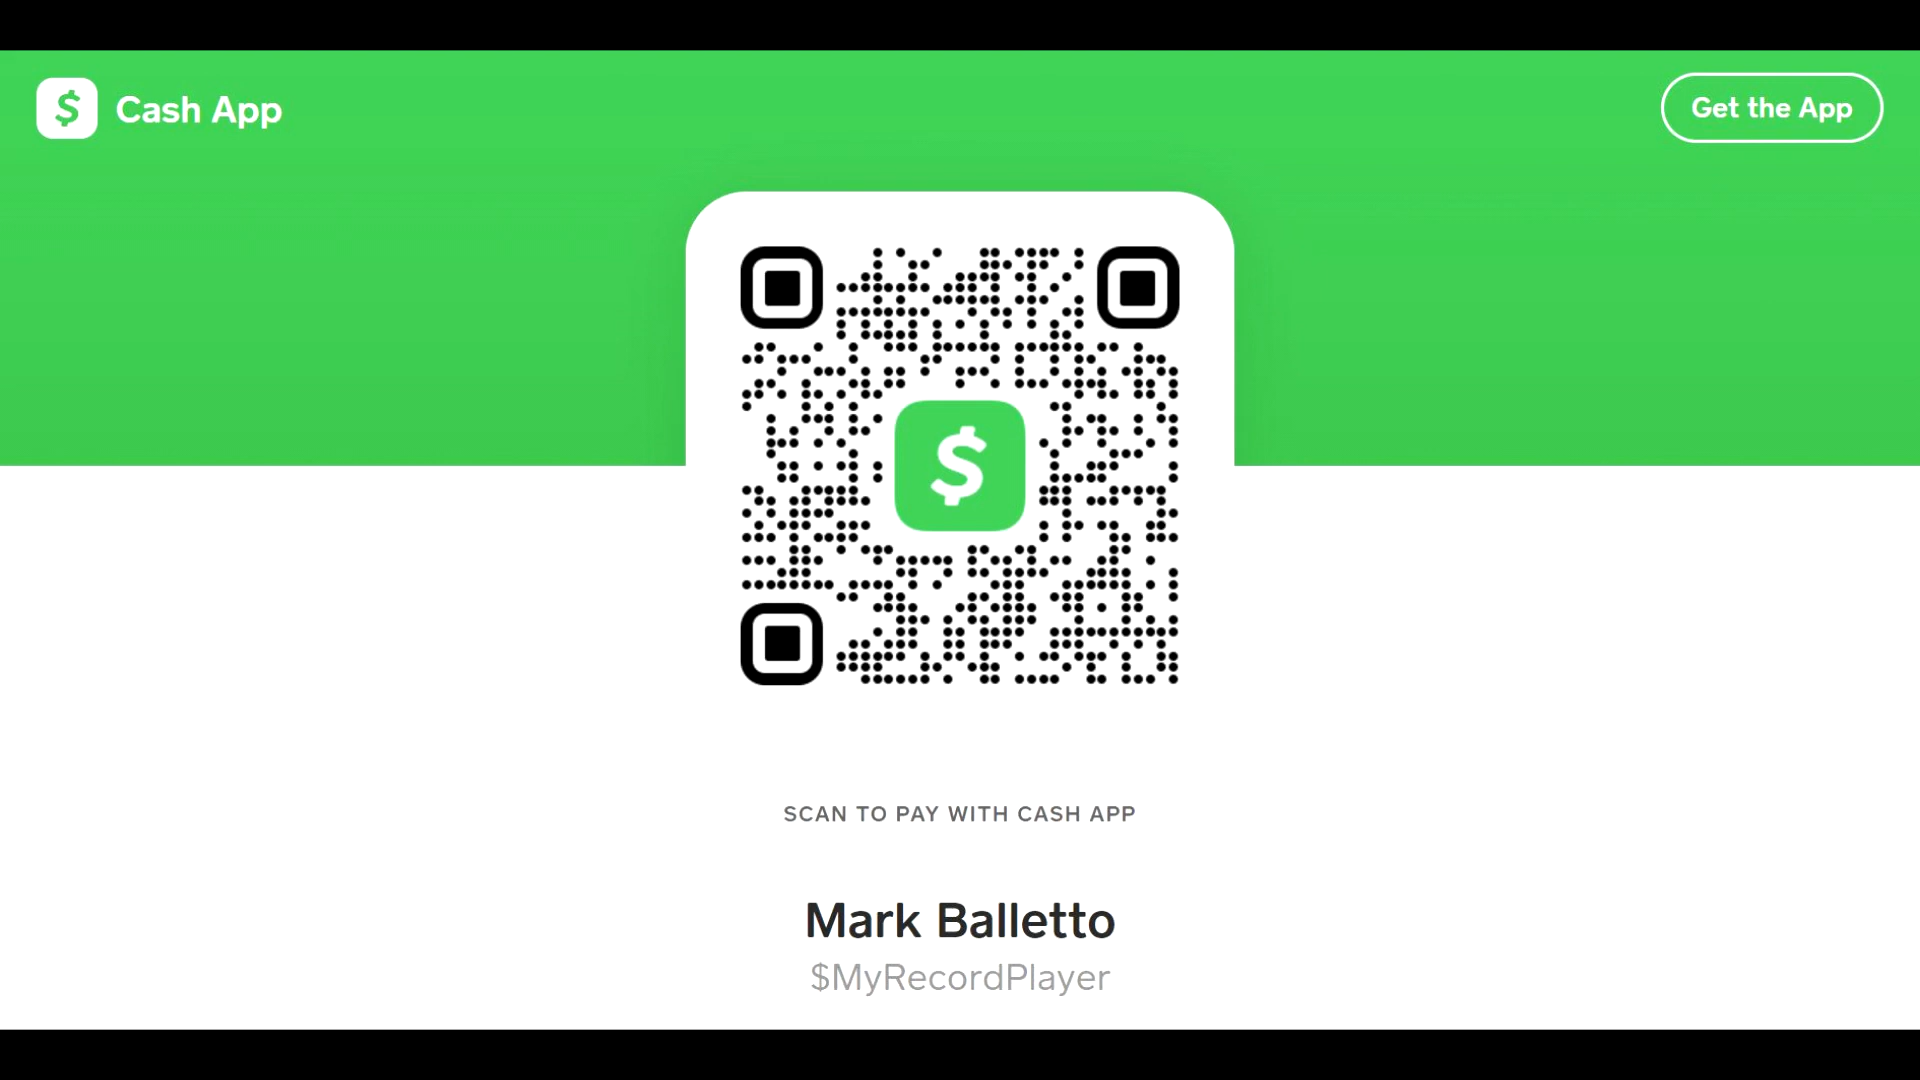 $ Cash App
Get the App
$
SCAN TO PAY WITH CASH APP
Mark Balletto
$MyRecordPlayer